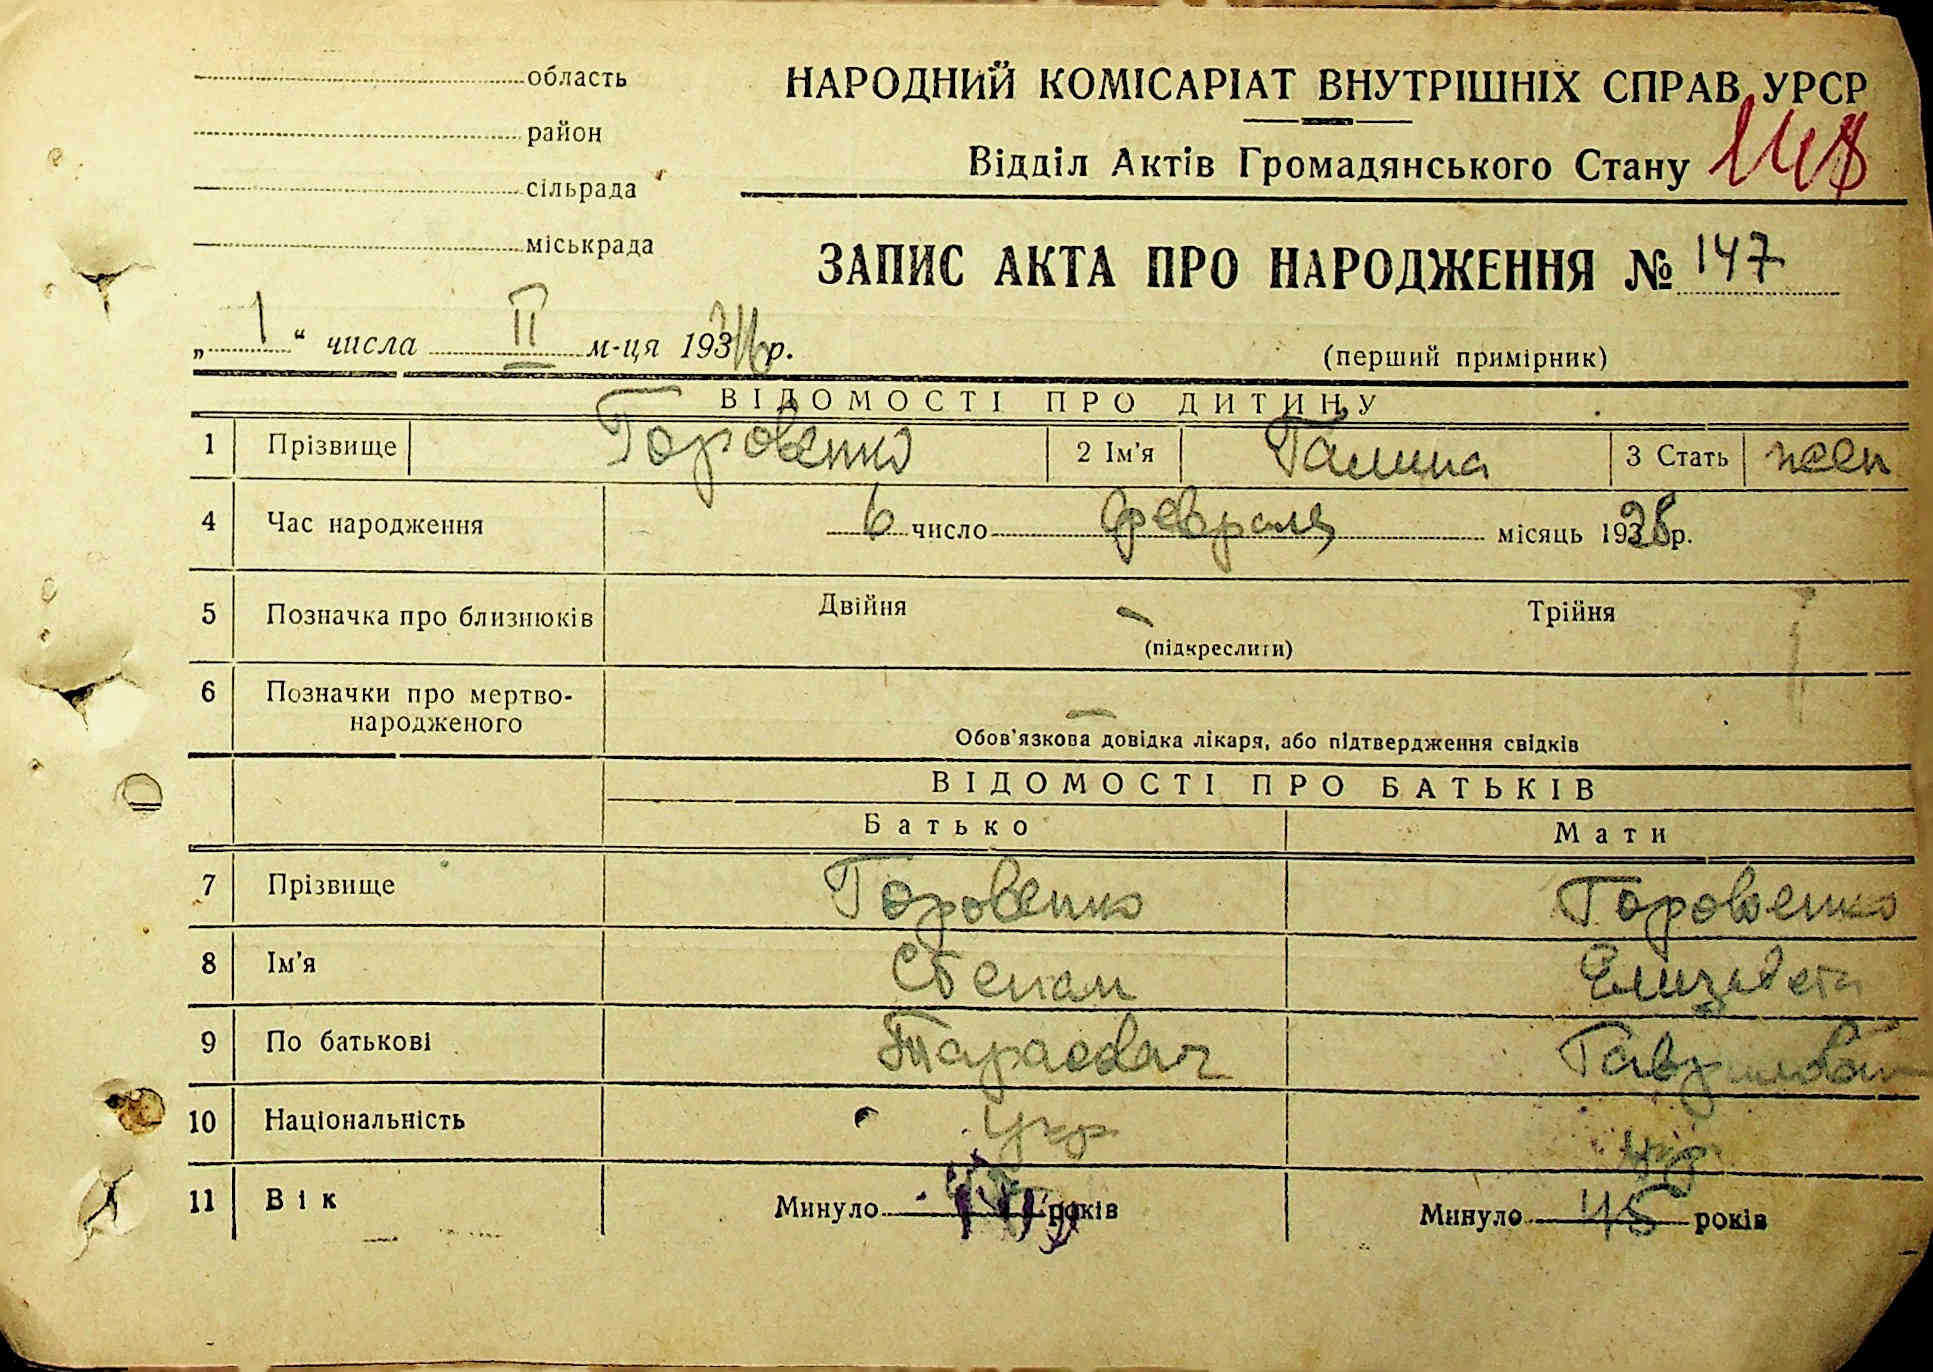 область
НАРОДНИЙ КОМІСАРІАТ ВНУТРІШНІХ СПРАВ УРСР
район
Відділ Актів Громадянського Стану
сільрада
міськрада
ЗАПИС АКТА ПРО НАРОДЖЕННЯ № 147
„1“ числа II м-ця 193 р.
(перший примірник)
ВІДОМОСТІ ПРО ДИТИНУ
1 Прізвище Горовенко 2 Ім'я Галина 3 Стать жен
4 Час народження 6 число февраля місяць 1928 р.
5 Позначка про близнюків Двійня - Трійня
(підкреслити)
6 Позначки про мертво-
народженого -
Обов'язкова довідка лікаря, або підтвердження свідків
ВІДОМОСТІ ПРО БАТЬКІВ
Батько Мати
7 Прізвище Горовенко Горовенко
8 Ім'я Степан Елизавета
9 По батькові Тарасович
10 Національність Укр Укр
11 Вік Минуло років Минуло 45 років